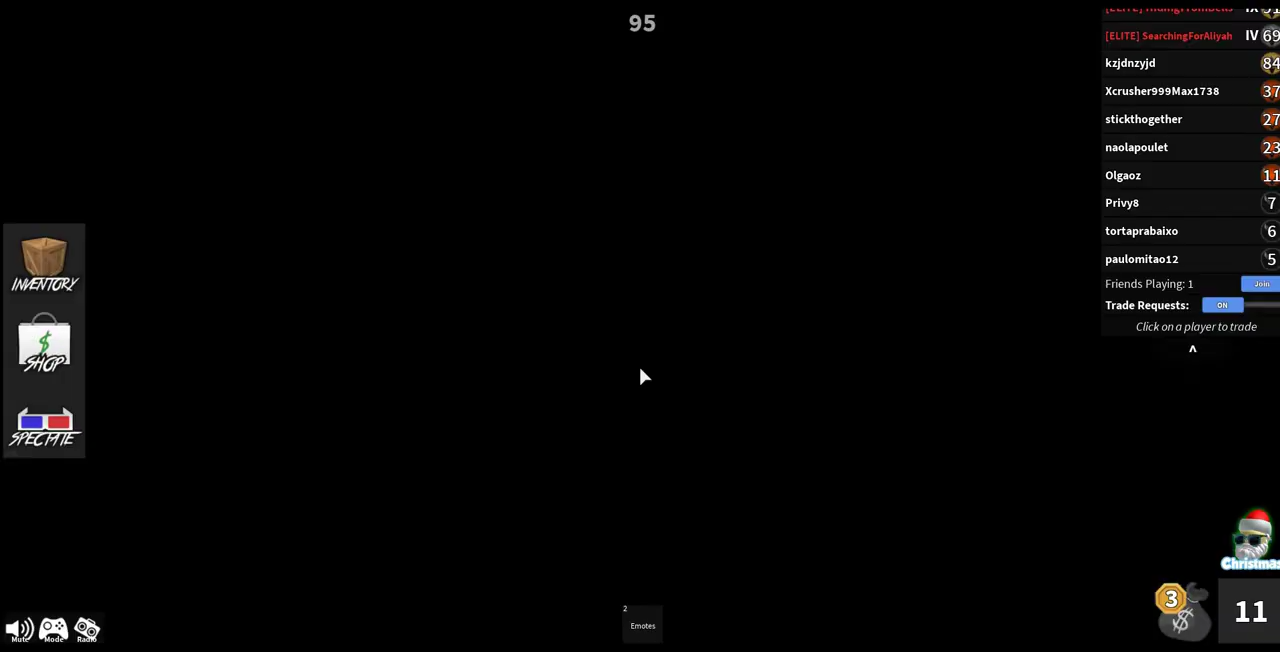 95
[ELITE] SearchingForAliyah IV 69
kzjdnzyjd 84
Xcrusher999Max1738 37
stickthogether 27
naolapoulet 23
Olgaoz 11
Privy8 7
tortaprabaixo 6
paulomitao12 5
Friends Playing: 1 Join
Trade Requests: ON
Click on a player to trade
^
INVENTORY
$
SHOP
SPECTATE
Christmas
3
$
11
2
Emotes
Mute Mode Radio